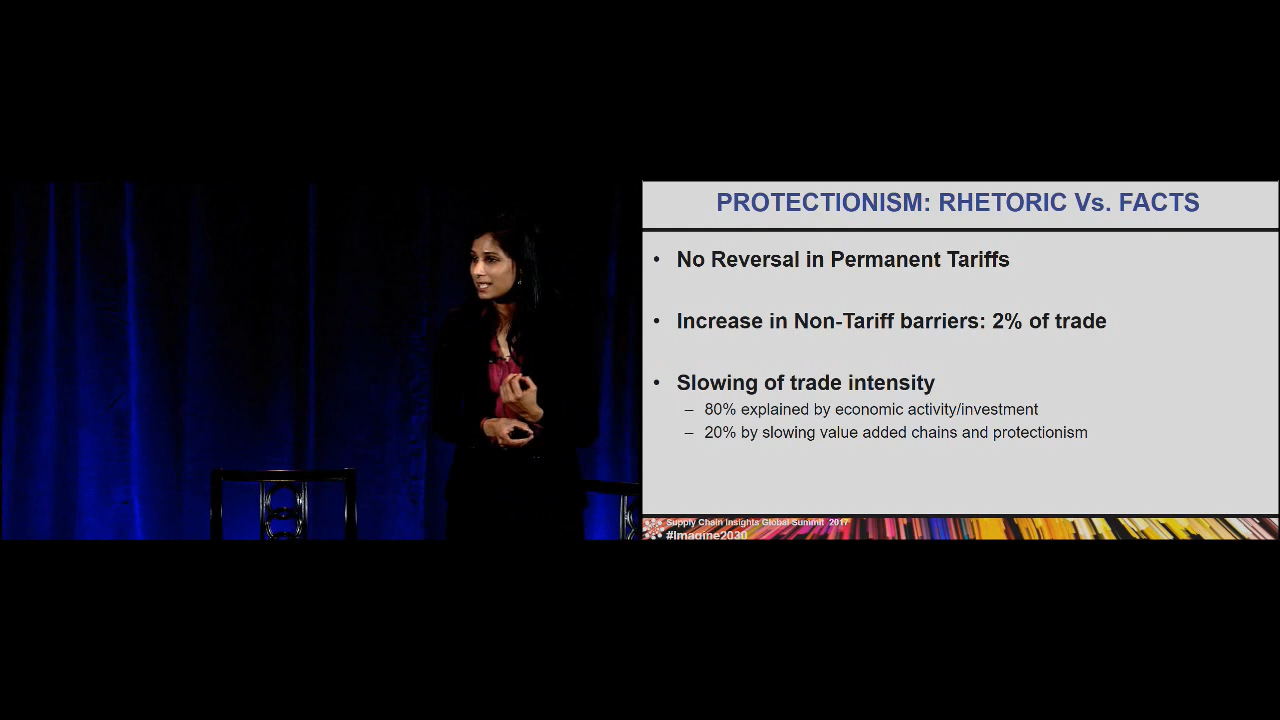 PROTECTIONISM: RHETORIC Vs. FACTS
• No Reversal in Permanent Tariffs
• Increase in Non-Tariff barriers: 2% of trade
• Slowing of trade intensity
– 80% explained by economic activity/investment
– 20% by slowing value added chains and protectionism
Supply Chain Insights Global Summit 2017
#Imagine2030